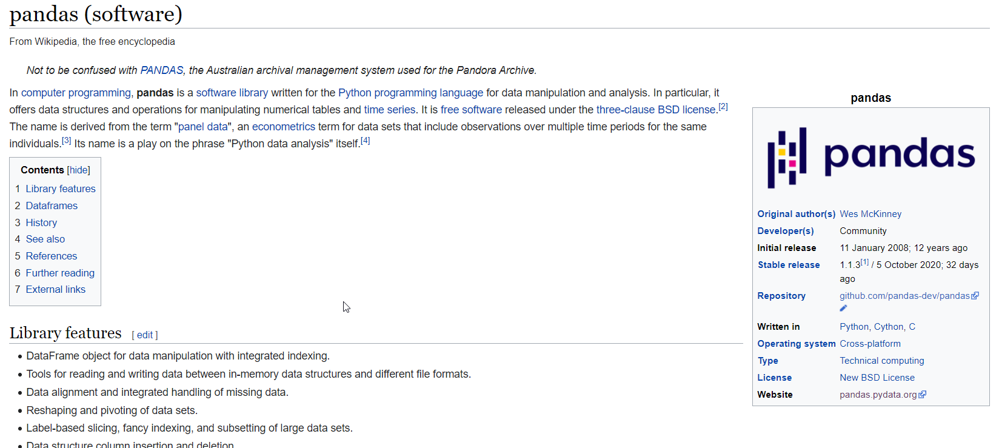 pandas (software)
From Wikipedia, the free encyclopedia
Not to be confused with PANDAS, the Australian archival management system used for the Pandora Archive.
In computer programming, pandas is a software library written for the Python programming language for data manipulation and analysis. In particular, it
offers data structures and operations for manipulating numerical tables and time series. It is free software released under the three-clause BSD license.[2]
The name is derived from the term "panel data", an econometrics term for data sets that include observations over multiple time periods for the same
individuals.[3] Its name is a play on the phrase "Python data analysis" itself.[4]
Contents [hide]
1 Library features
2 Dataframes
3 History
4 See also
5 References
6 Further reading
7 External links
Library features [ edit ]
• DataFrame object for data manipulation with integrated indexing.
• Tools for reading and writing data between in-memory data structures and different file formats.
• Data alignment and integrated handling of missing data.
• Reshaping and pivoting of data sets.
• Label-based slicing, fancy indexing, and subsetting of large data sets.
• Data structure column insertion and deletion
pandas
pandas
Original author(s) Wes McKinney
Developer(s) Community
Initial release 11 January 2008; 12 years ago
Stable release 1.1.3[1] / 5 October 2020; 32 days
ago
Repository github.com/pandas-dev/pandas
Written in Python, Cython, C
Operating system Cross-platform
Type Technical computing
License New BSD License
Website pandas.pydata.org